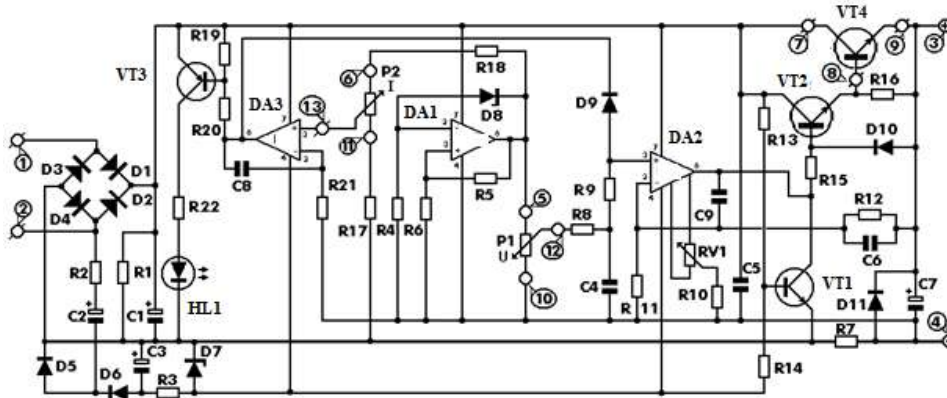 VT4
R19
7
9
3
VT3
6
R18
P2
I
8
VT2
R16
DA3
13
DA1
D8
D9
R20
11
DA2
R13
D10
1
D3
D1
C8
R21
R5
R9
R15
R12
2
D4
D2
R22
R17
R4
R6
5
P1
U
12
R8
C9
C6
R2
R1
RV1
VT1
C7
HL1
10
C4
R 11
R10
C5
D11
4
C2
C1
C3
D7
R7
D5
D6
R3
R14